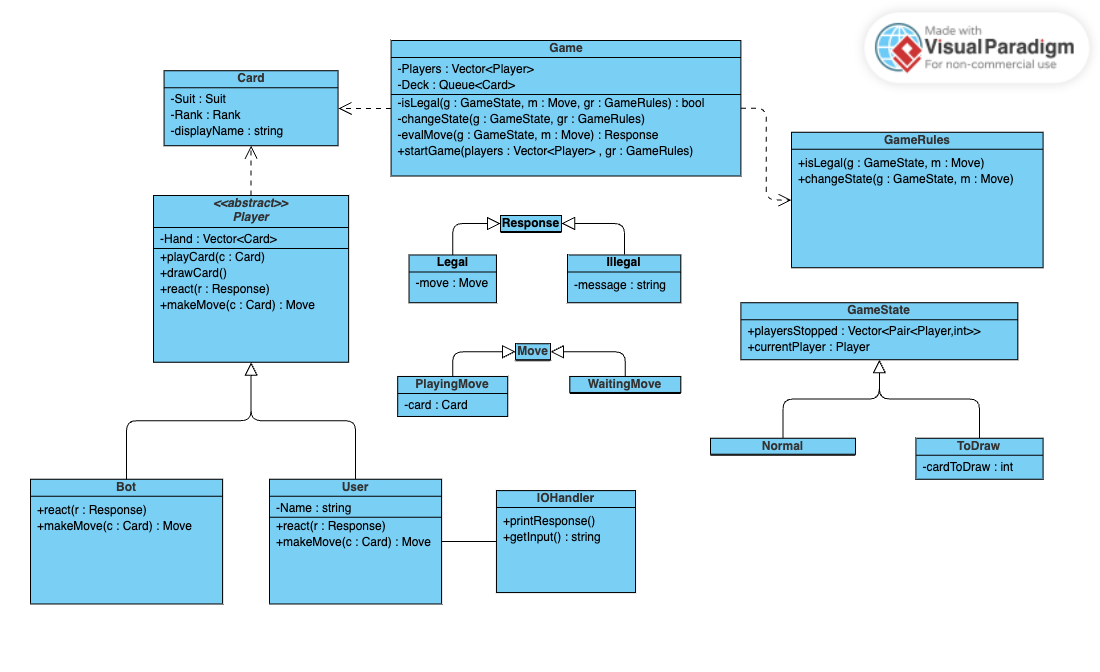 Made with
Visual Paradigm
For non-commercial use
Game
-Players : Vector<Player>
-Deck : Queue<Card>
-isLegal(g : GameState, m : Move, gr : GameRules) : bool
-changeState(g : GameState, gr : GameRules)
-evalMove(g : GameState, m : Move) : Response
+startGame(players : Vector<Player> , gr : GameRules)
Card
-Suit : Suit
-Rank : Rank
-displayName : string
GameRules
+isLegal(g : GameState, m : Move)
+changeState(g : GameState, m : Move)
<<abstract>>
Player
-Hand : Vector<Card>
+playCard(c : Card)
+drawCard()
+react(r : Response)
+makeMove(c : Card) : Move
Response
Legal
-move : Move
Illegal
-message : string
GameState
+playersStopped : Vector<Pair<Player,int>>
+currentPlayer : Player
Move
PlayingMove
-card : Card
WaitingMove
Normal
ToDraw
-cardToDraw : int
Bot
+react(r : Response)
+makeMove(c : Card) : Move
User
-Name : string
+react(r : Response)
+makeMove(c : Card) : Move
IOHandler
+printResponse()
+getInput() : string